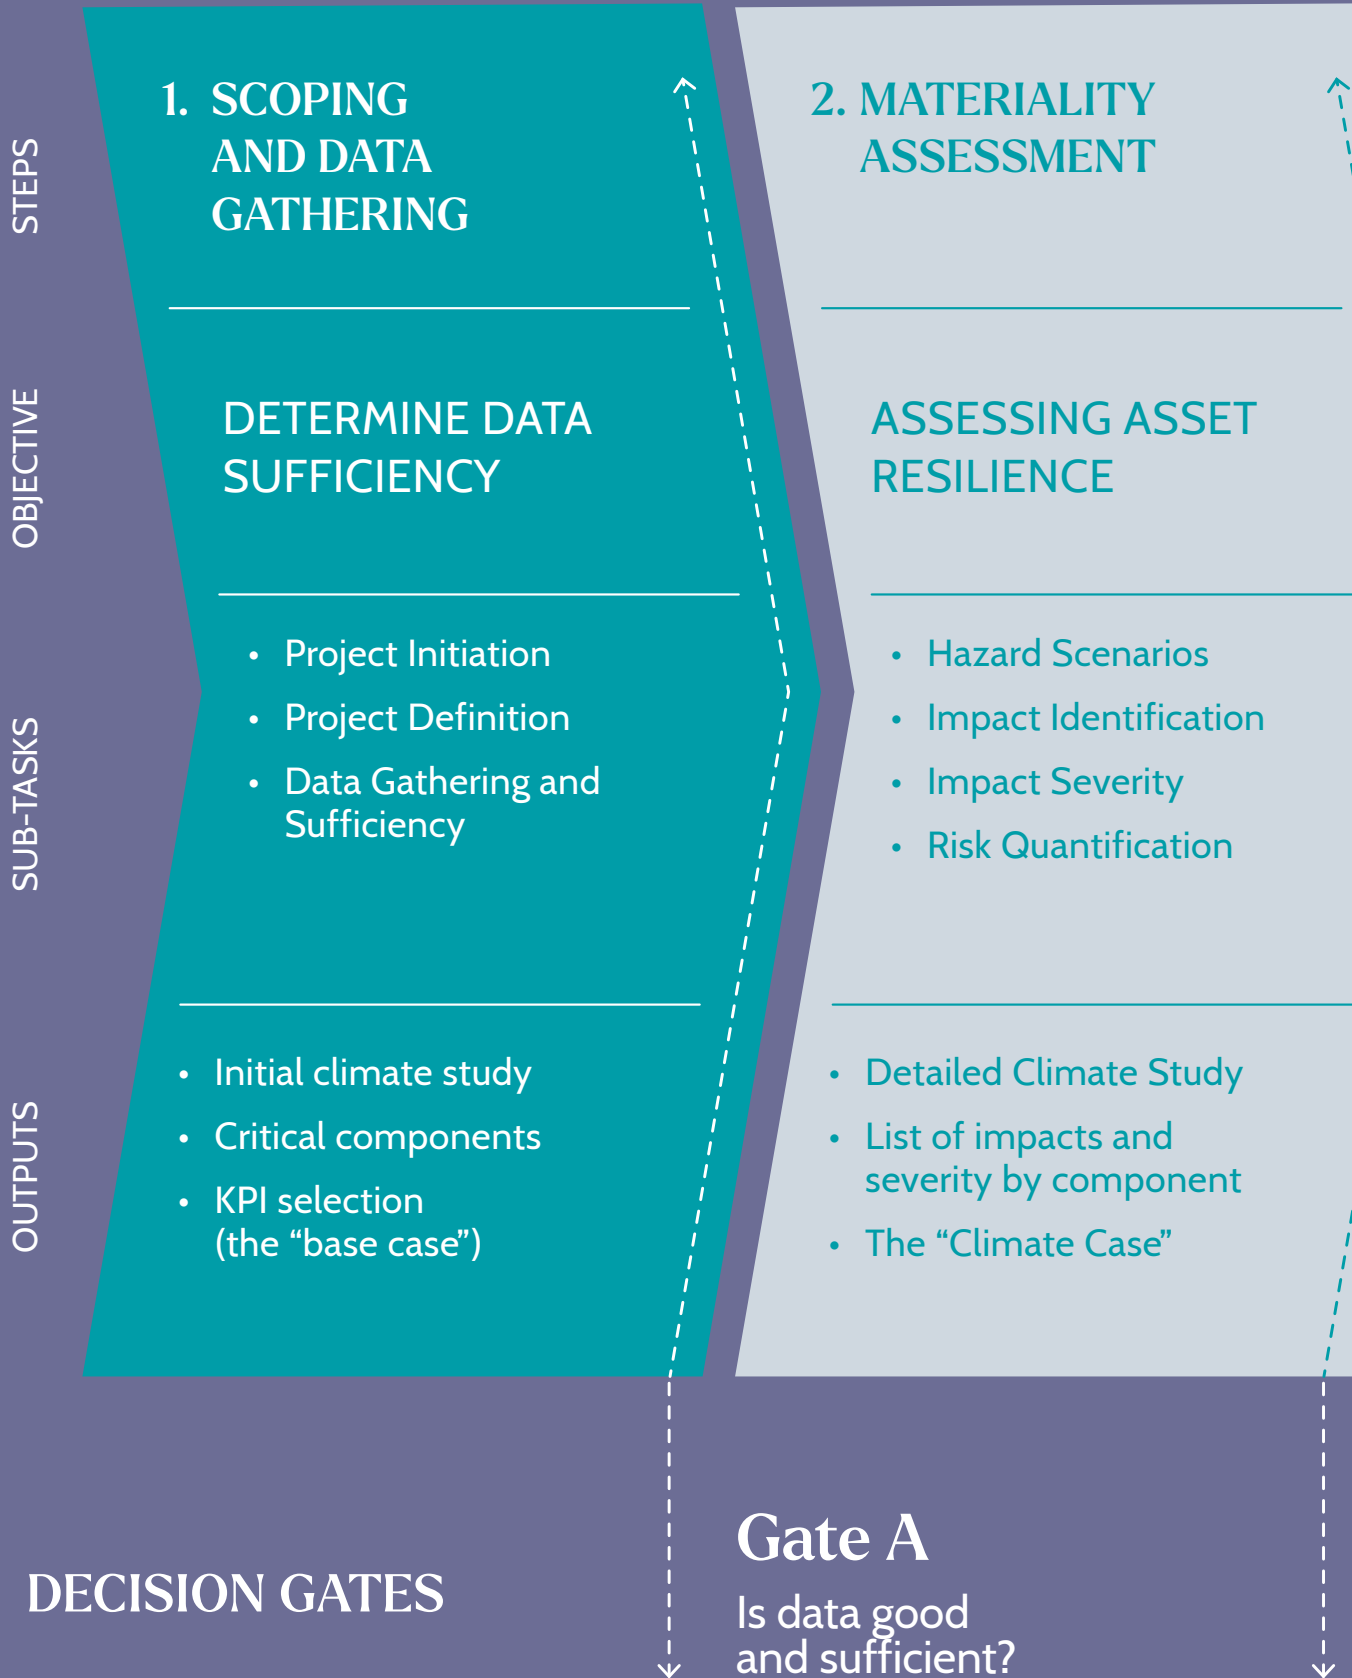 STEPS
1. SCOPING
AND DATA
GATHERING
2. MATERIALITY
ASSESSMENT
OBJECTIVE
DETERMINE DATA
SUFFICIENCY
ASSESSING ASSET
RESILIENCE
SUB-TASKS
• Project Initiation
• Project Definition
• Data Gathering and
Sufficiency
• Hazard Scenarios
• Impact Identification
• Impact Severity
• Risk Quantification
OUTPUTS
• Initial climate study
• Critical components
• KPI selection
(the “base case”)
• Detailed Climate Study
• List of impacts and
severity by component
• The “Climate Case”
DECISION GATES
Gate A
Is data good
and sufficient?